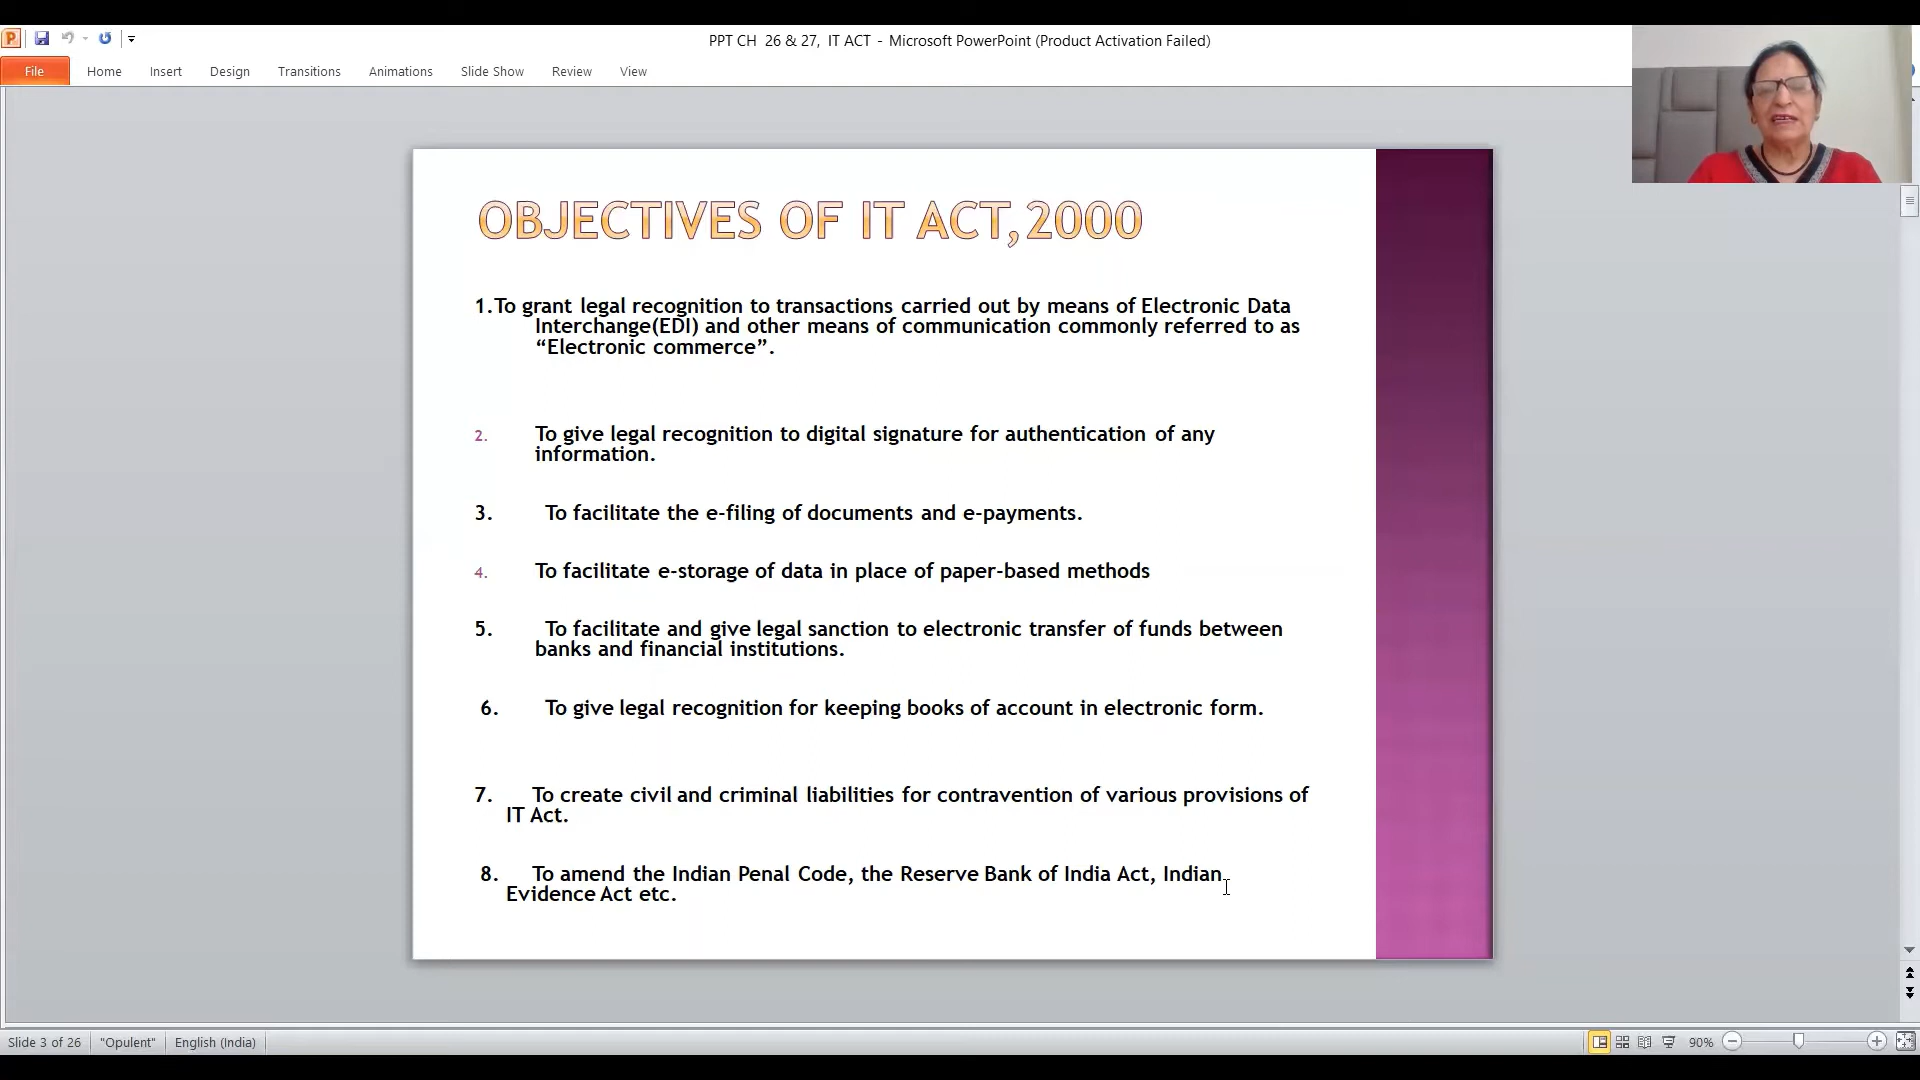 PPT CH 26 & 27, IT ACT - Microsoft PowerPoint (Product Activation Failed)
File Home Insert Design Transitions Animations Slide Show Review View
OBJECTIVES OF IT ACT,2000
1.To grant legal recognition to transactions carried out by means of Electronic Data
Interchange(EDI) and other means of communication commonly referred to as
“Electronic commerce”.
2. To give legal recognition to digital signature for authentication of any
information.
3. To facilitate the e-filing of documents and e-payments.
4. To facilitate e-storage of data in place of paper-based methods
5. To facilitate and give legal sanction to electronic transfer of funds between
banks and financial institutions.
6. To give legal recognition for keeping books of account in electronic form.
7. To create civil and criminal liabilities for contravention of various provisions of
IT Act.
8. To amend the Indian Penal Code, the Reserve Bank of India Act, Indian
Evidence Act etc.
Slide 3 of 26 "Opulent" English (India) 90%